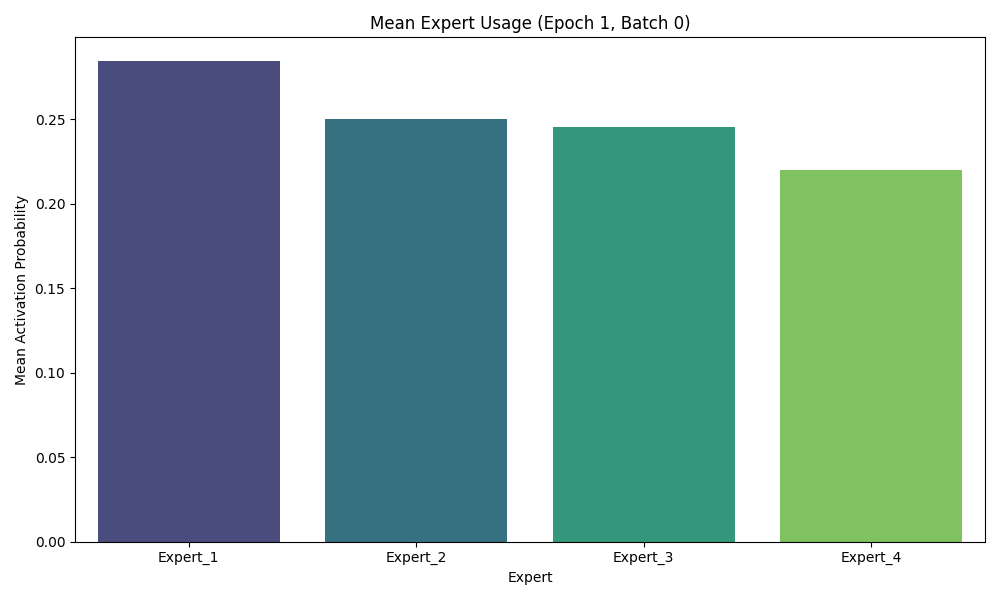 Mean Expert Usage (Epoch 1, Batch 0)
Mean Activation Probability
0.25
0.20
0.15
0.10
0.05
0.00
Expert_1 Expert_2 Expert_3 Expert_4
Expert